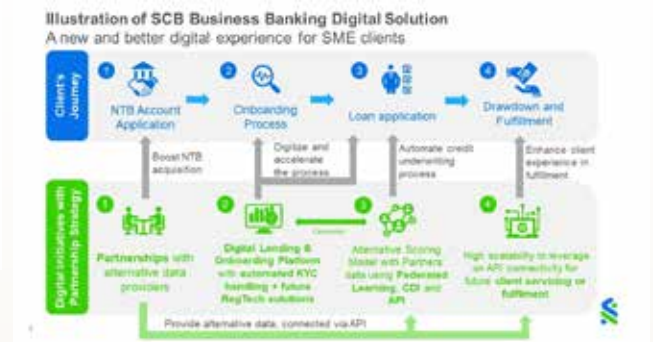 Illustration of SCB Business Banking Digital Solution
A new and better digital experience for SME clients
Client's
Journey
1
NTB Account
Application
2
Onboarding
Process
3
Loan application
4
Drawdown and
Fulfilment
Boost NTB
acquisition
Digitize and
accelerate
the process
Automate credit
underwriting
process
Enhance client
experience in
fulfilment
Digital Initiatives with
Partnership Strategy
1
Partnerships with
alternative data
providers
2
Digital Lending &
Onboarding Platform
with automated KYC
handling + future
RegTech solutions
3
Alternative Scoring
Model with Partners
data using Federated
Learning, CDI and
API
4
High scalability to leverage
on API connectivity for
future client servicing or
fulfilment
Provide alternative data, connected via API